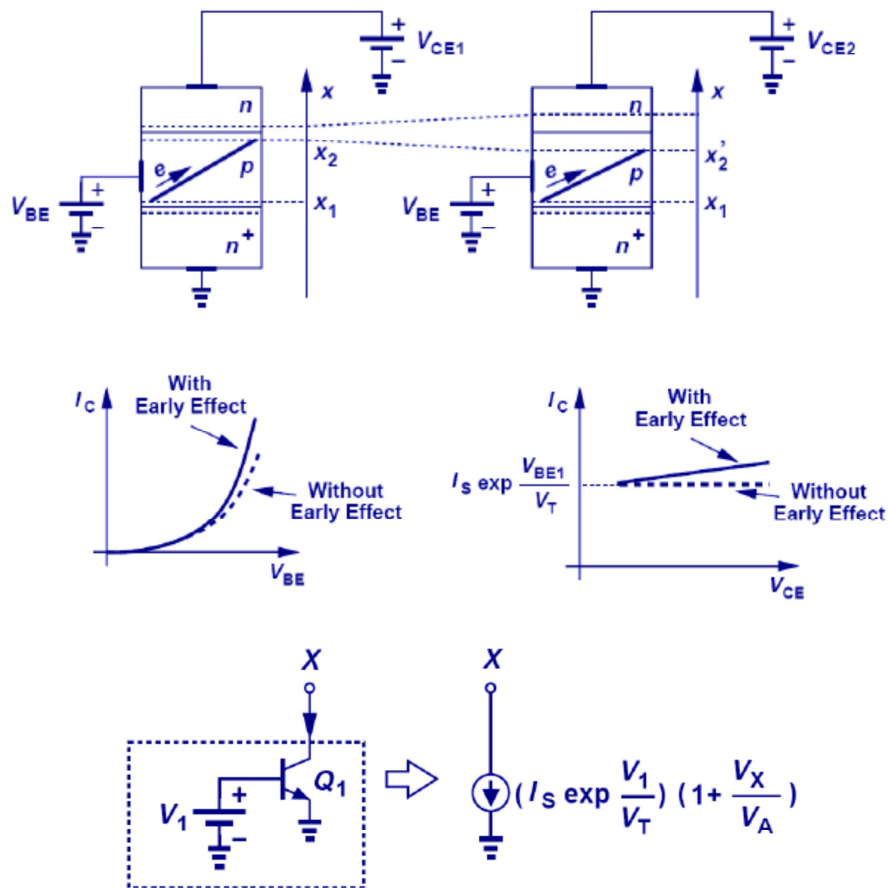 + V_CE1
−
+ V_CE2
−
n x
n x
x_2
x_2'
e p
e p
V_BE + −
x_1
V_BE + −
x_1
n^+
n^+
I_C
With
Early Effect
Without
Early Effect
V_BE
I_C
With
Early Effect
I_S exp V_BE1 / V_T
Without
Early Effect
V_CE
X
X
V_1 + −
Q_1
( I_S exp V_1 / V_T ) ( 1 + V_X / V_A )